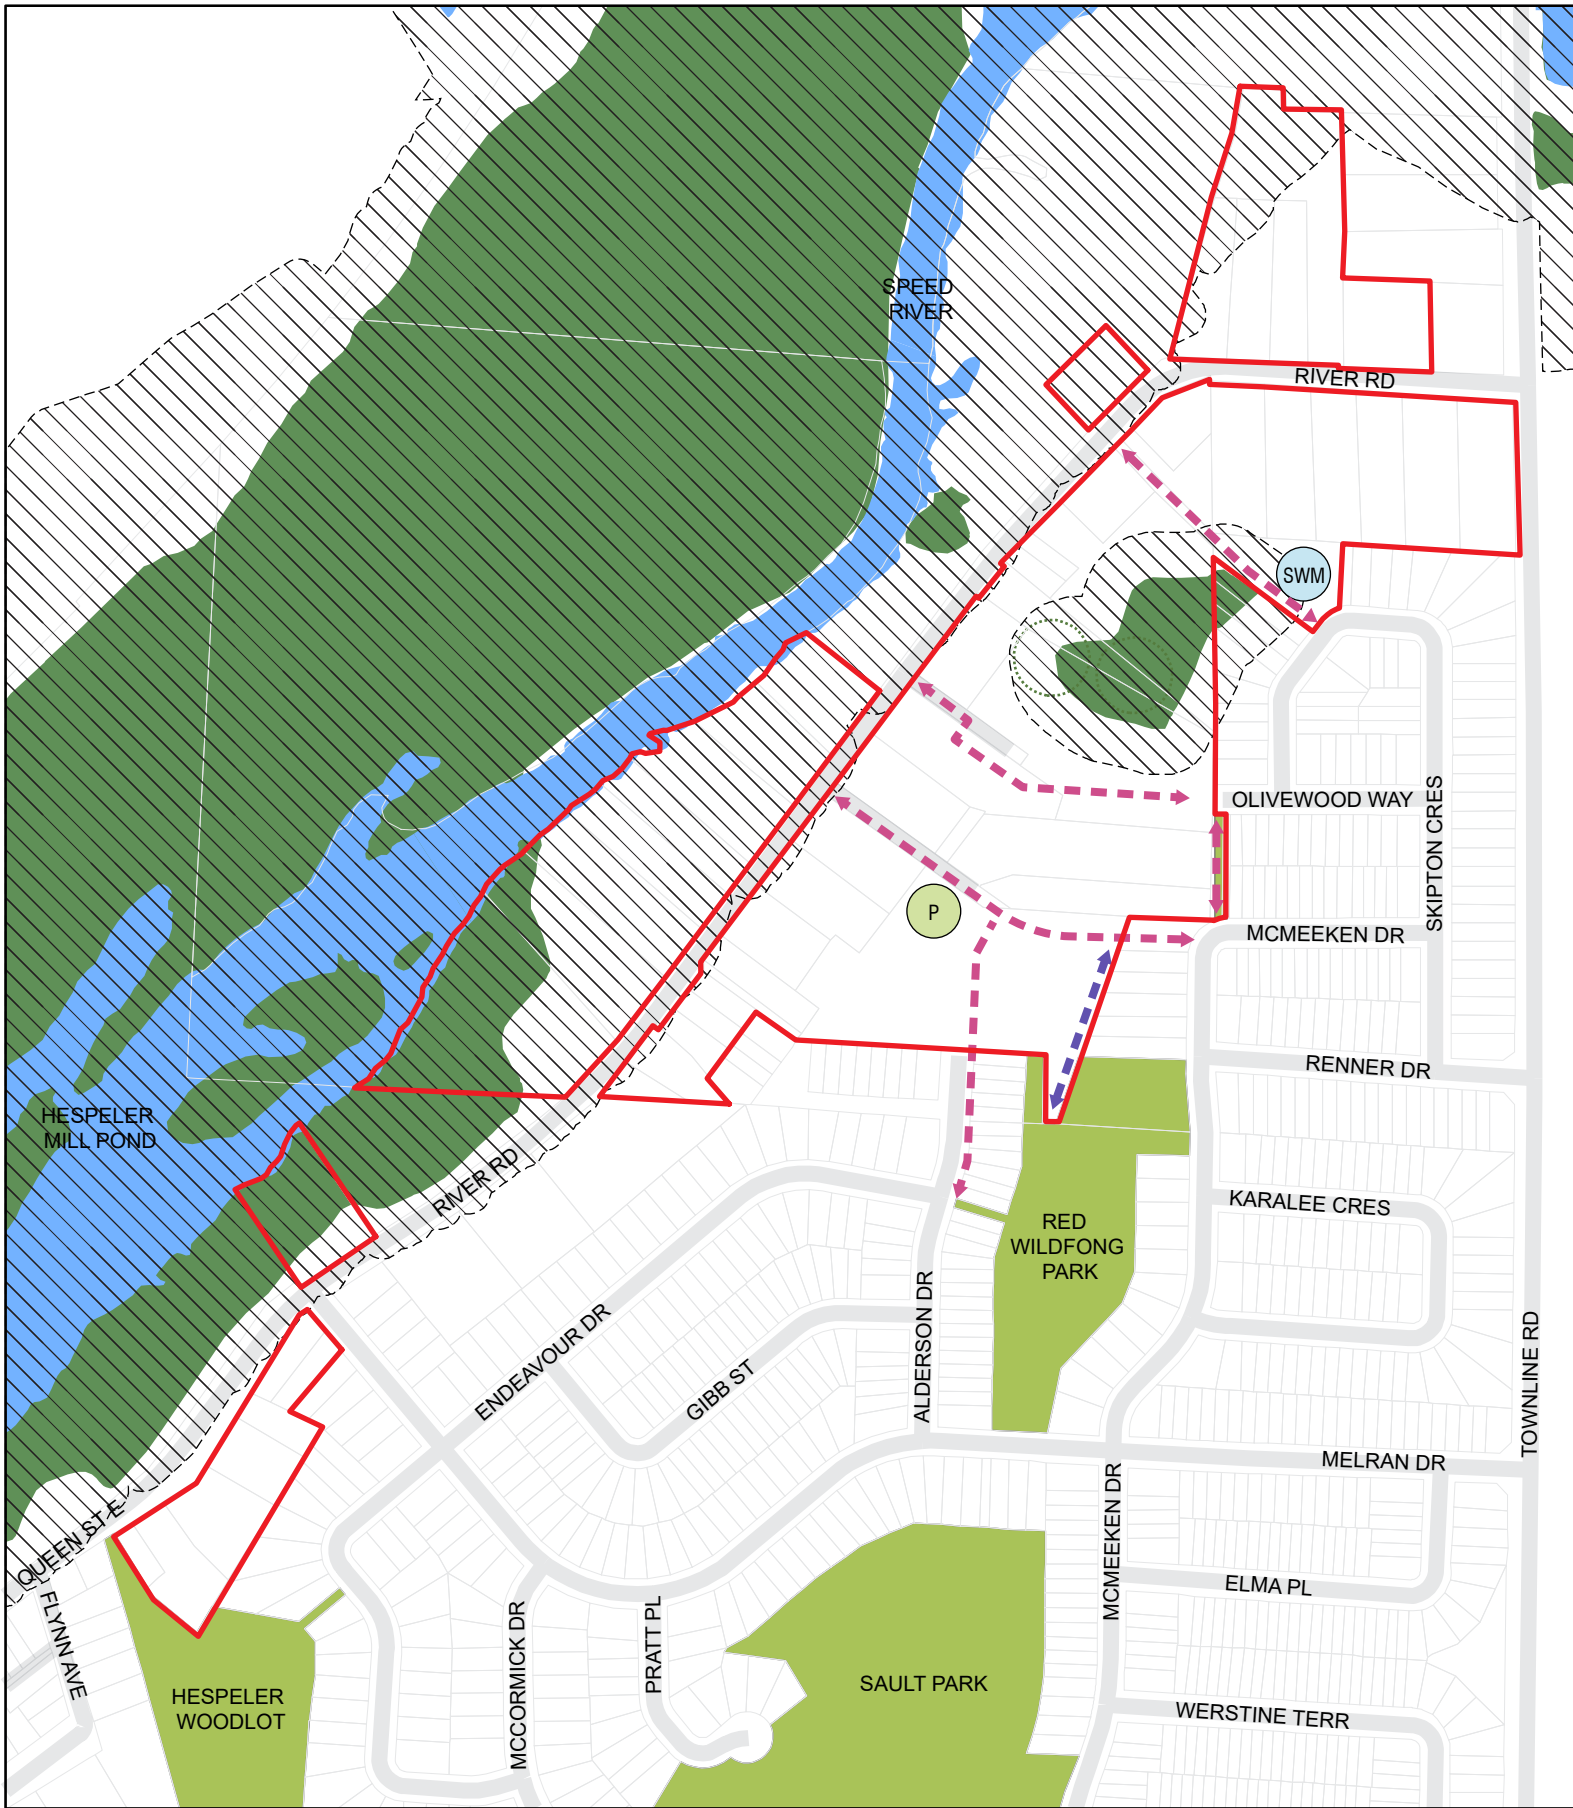 SPEED
RIVER
RIVER RD
SWM
OLIVEWOOD WAY
SKIPTON CRES
P
MCMEEKEN DR
RENNER DR
HESPELER
MILL POND
RIVER RD
KARALEE CRES
RED
WILDFONG
PARK
ENDEAVOUR DR
GIBB ST
ALDERSON DR
TOWNLINE RD
MELRAN DR
QUEEN ST E
MCMEEKEN DR
ELMA PL
FLYNN AVE
MCCORMICK DR
PRATT PL
SAULT PARK
HESPELER
WOODLOT
WERSTINE TERR